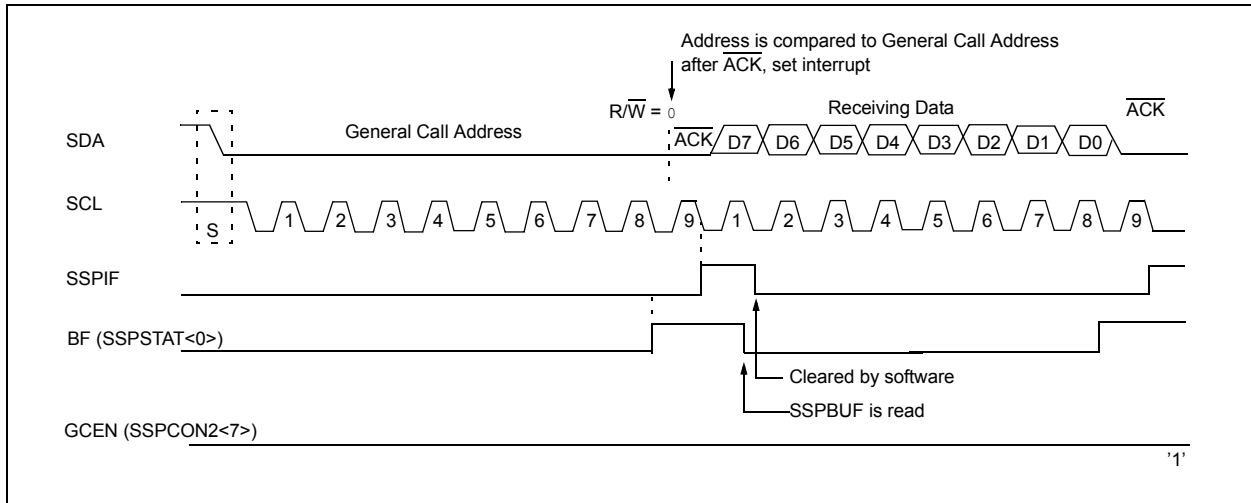 Address is compared to General Call Address
after ACK, set interrupt
R/W = 0
Receiving Data
ACK
General Call Address
SDA
ACK D7 D6 D5 D4 D3 D2 D1 D0
SCL
S
1 2 3 4 5 6 7 8 9 1 2 3 4 5 6 7 8 9
SSPIF
BF (SSPSTAT<0>)
Cleared by software
SSPBUF is read
GCEN (SSPCON2<7>)
'1'